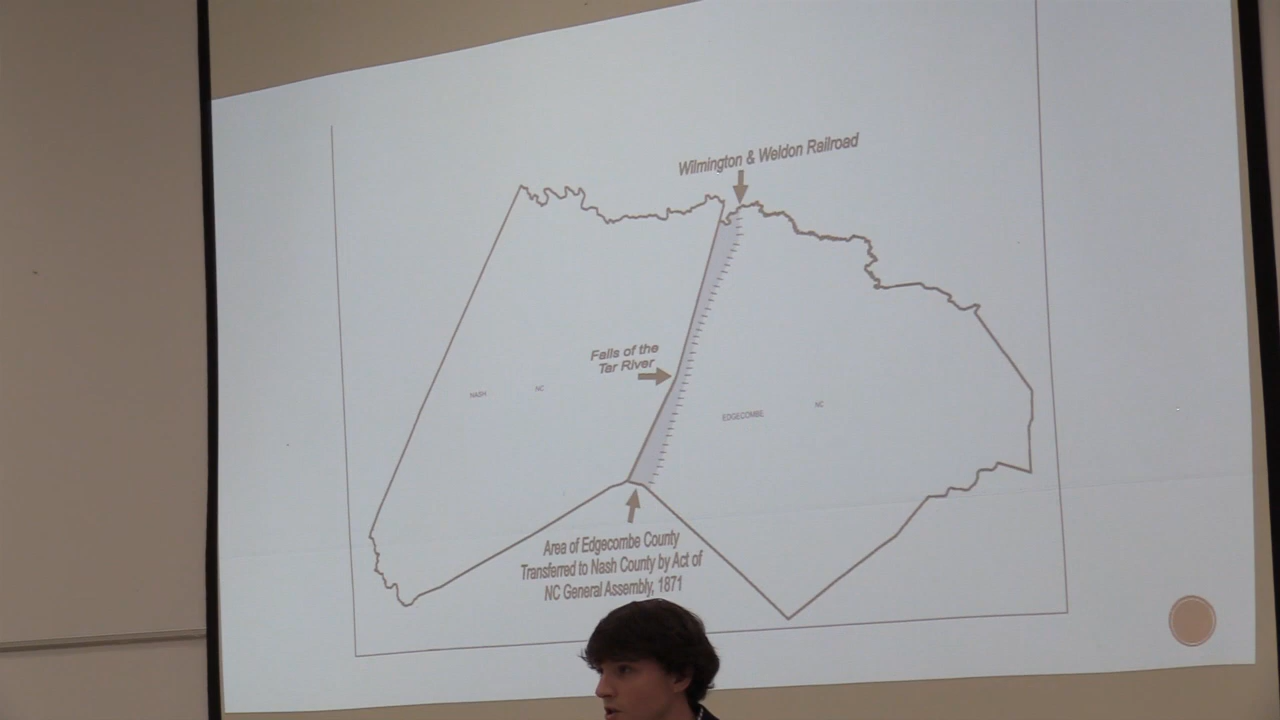 Wilmington & Weldon Railroad
Falls of the
Tar River
NASH NC
EDGECOMBE NC
Area of Edgecombe County
Transferred to Nash County by Act of
NC General Assembly, 1871